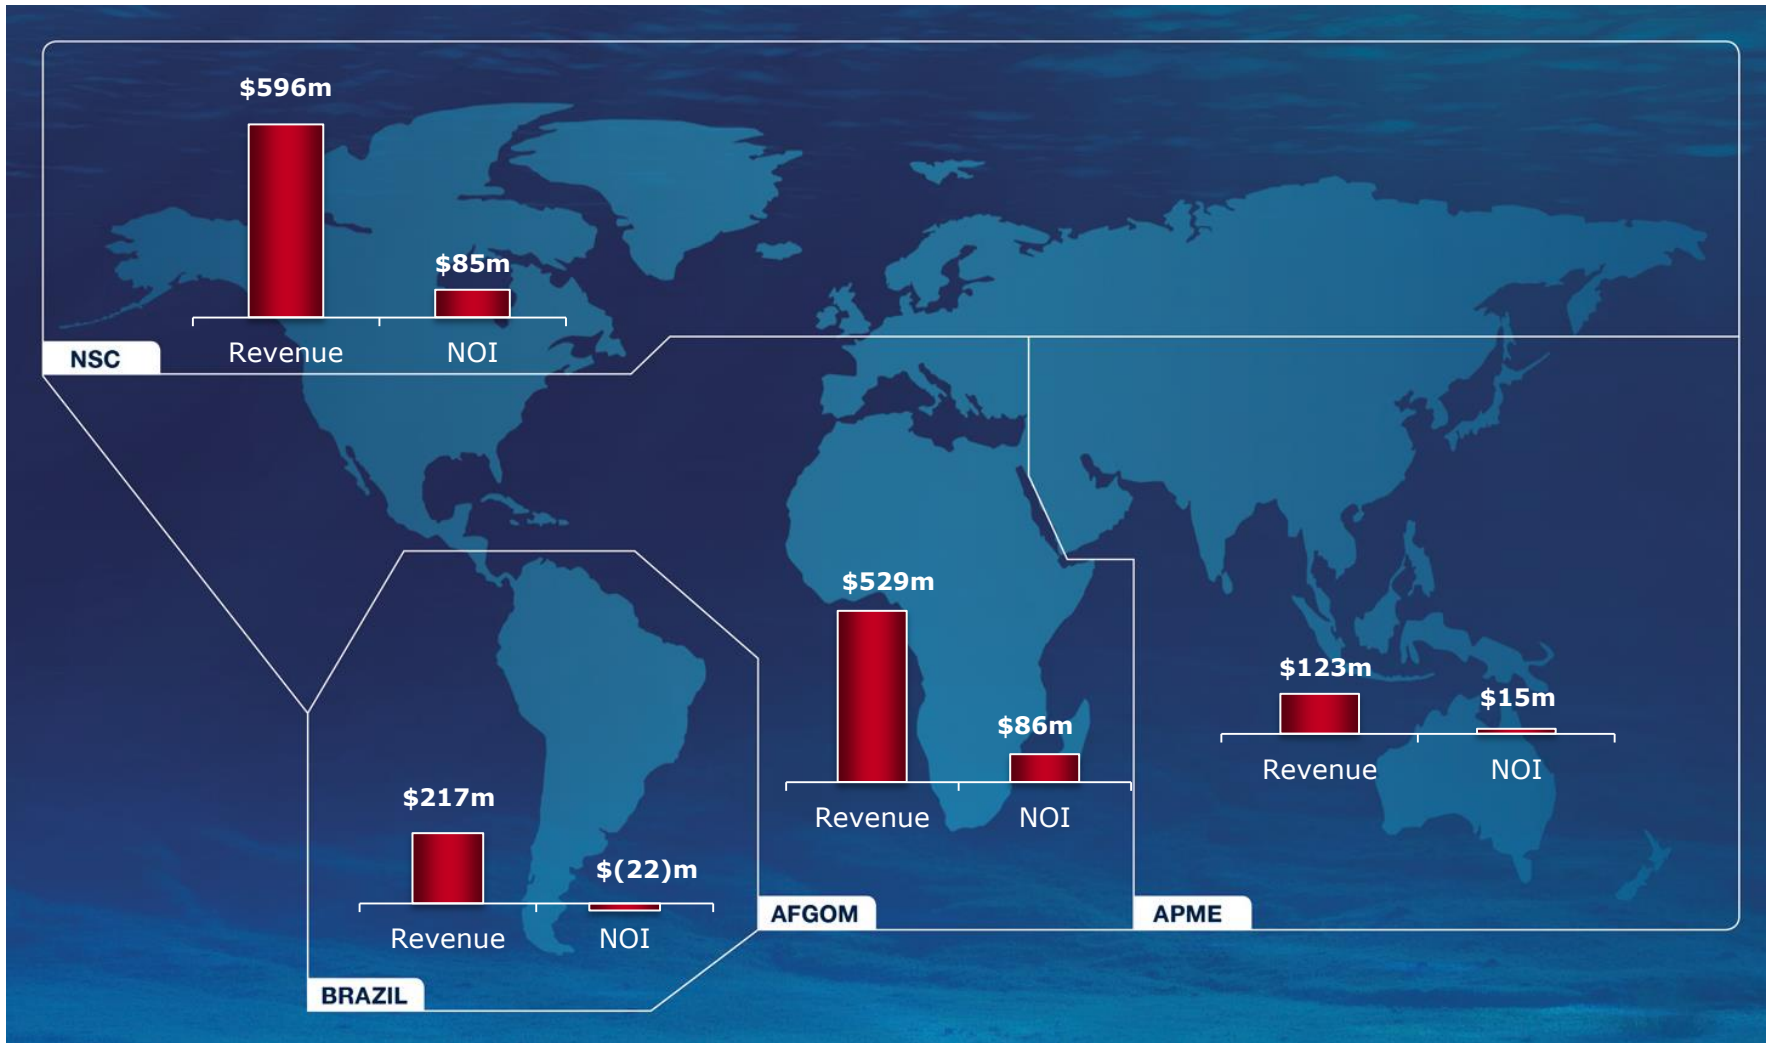 $596m
$85m
Revenue NOI
NSC
$529m
$86m
Revenue NOI
AFGOM
$123m
$15m
Revenue NOI
APME
$217m
$(22)m
Revenue NOI
BRAZIL